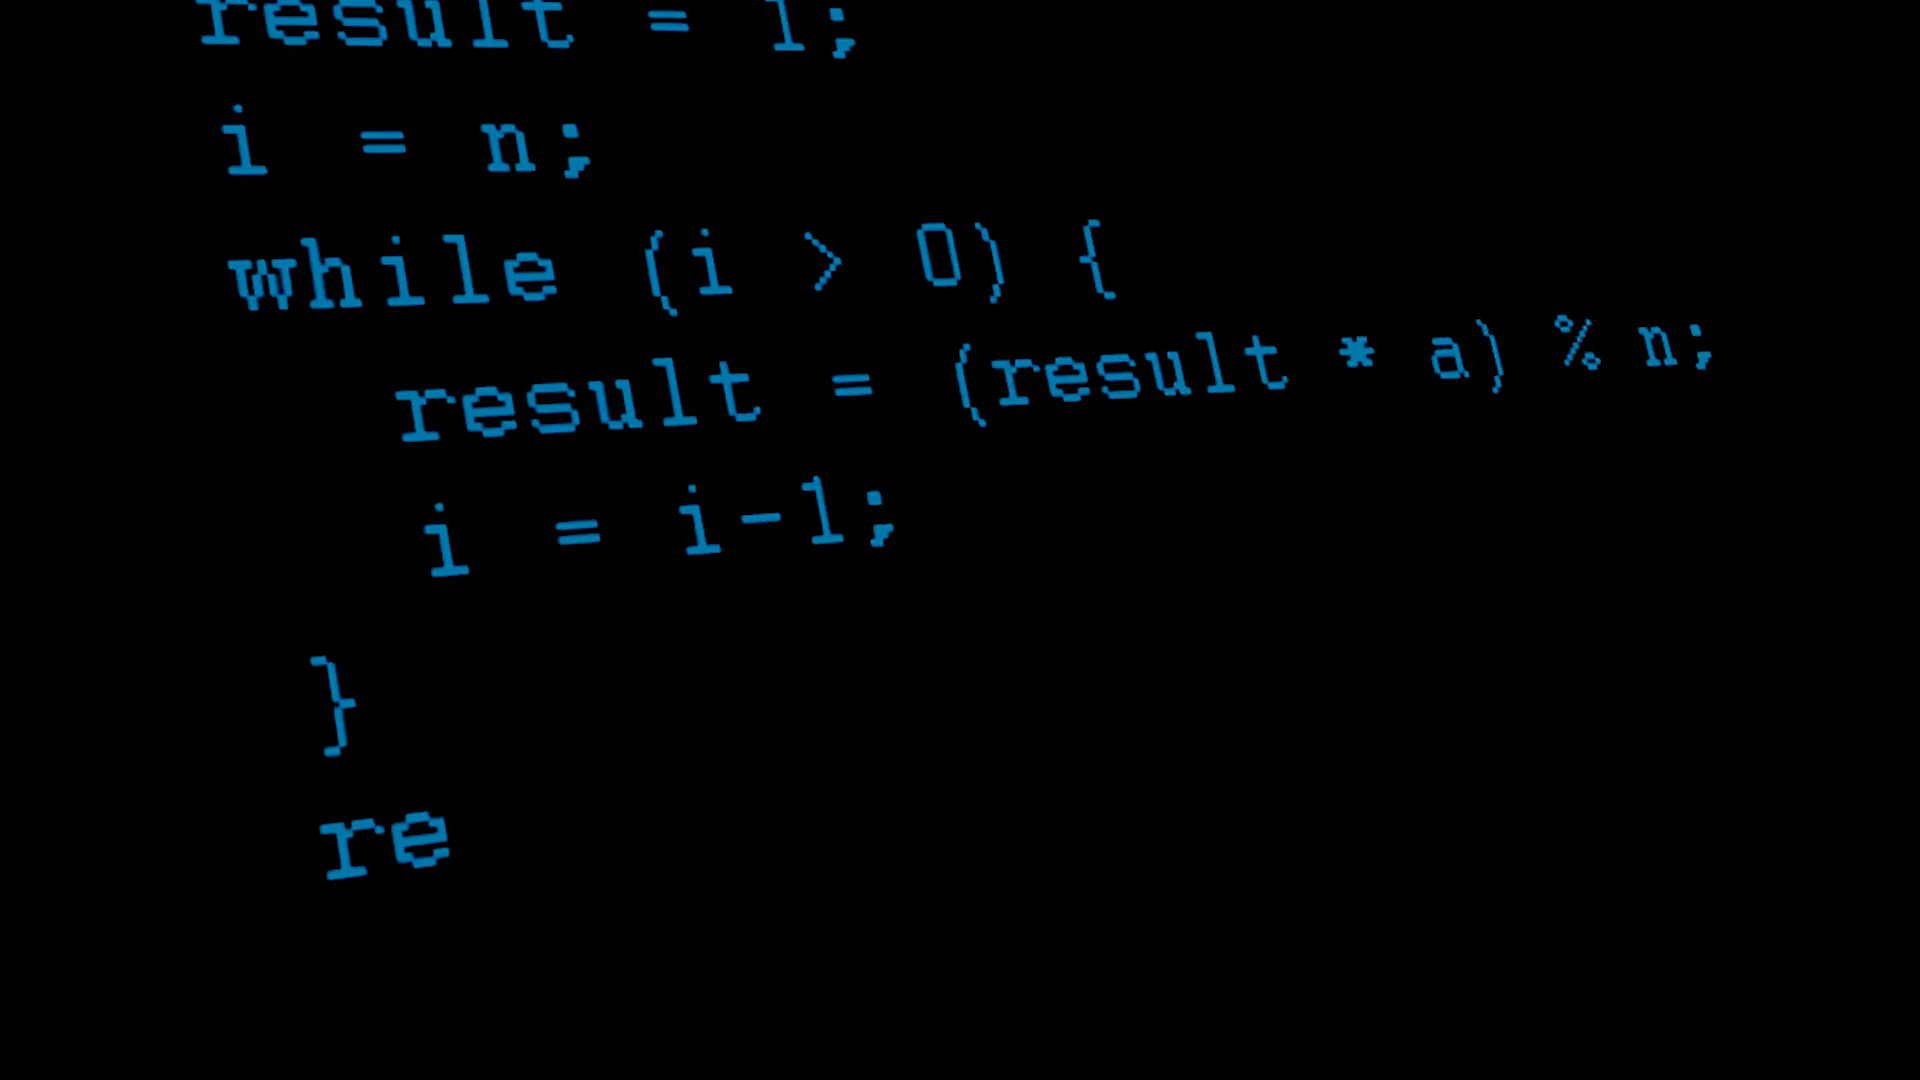 result = 1;
i = n;
while (i > 0) {
result = (result * a) % n;
i = i-1;
}
re